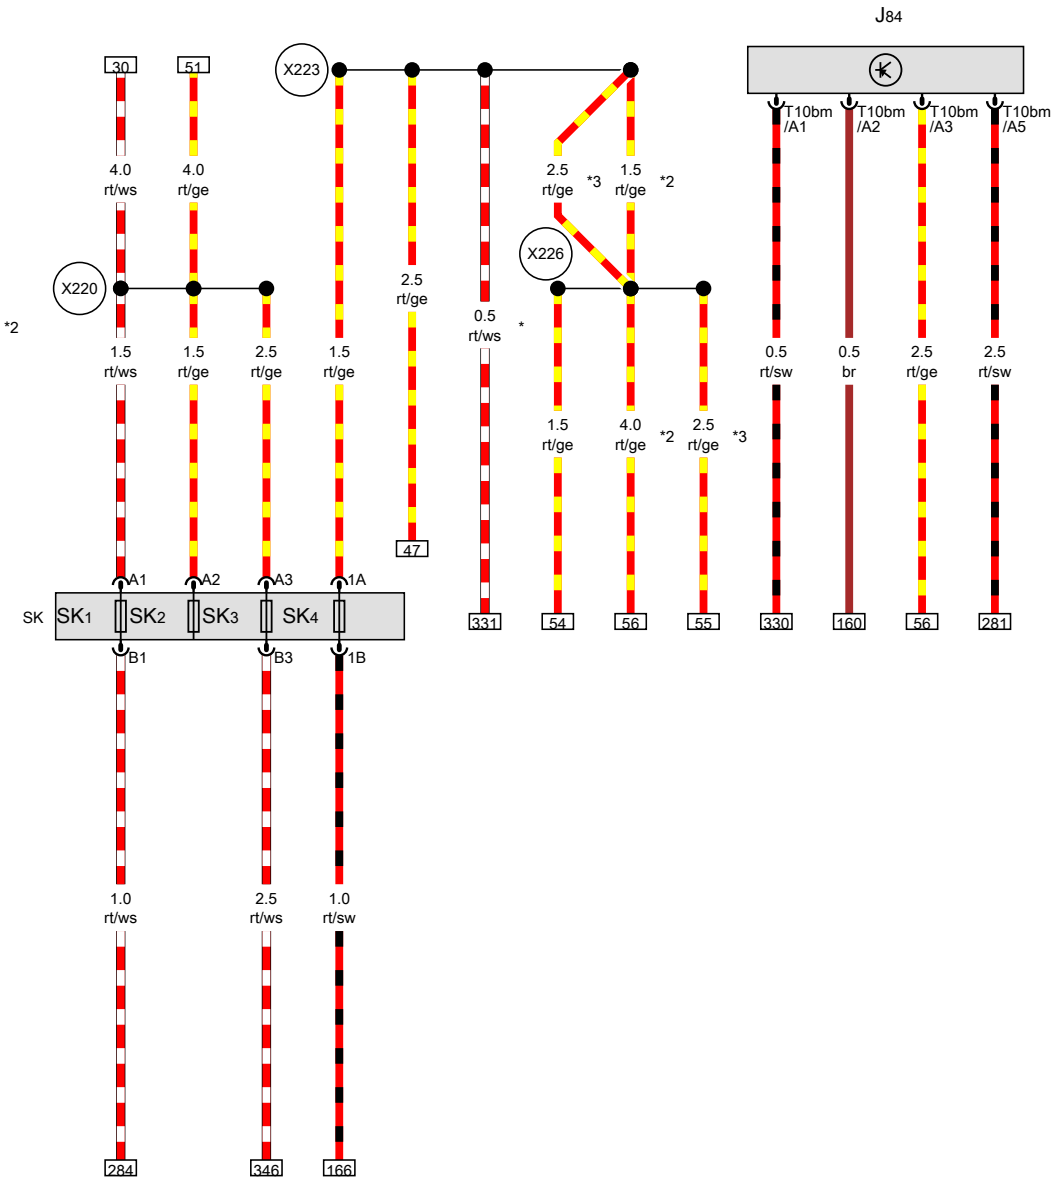 J84
30
51
X223
T10bm
/A1
T10bm
/A2
T10bm
/A3
T10bm
/A5
4.0
rt/ws
4.0
rt/ge
2.5
rt/ge
*3
1.5
rt/ge
*2
X226
X220
2.5
rt/ge
0.5
rt/ws
*
*2
1.5
rt/ws
1.5
rt/ge
2.5
rt/ge
1.5
rt/ge
0.5
rt/sw
0.5
br
2.5
rt/ge
2.5
rt/sw
1.5
rt/ge
4.0
rt/ge
*2
2.5
rt/ge
*3
47
A1
A2
A3
1A
SK
SK1
SK2
SK3
SK4
331
54
56
55
330
160
56
281
B1
B3
1B
1.0
rt/ws
2.5
rt/ws
1.0
rt/sw
284
346
166